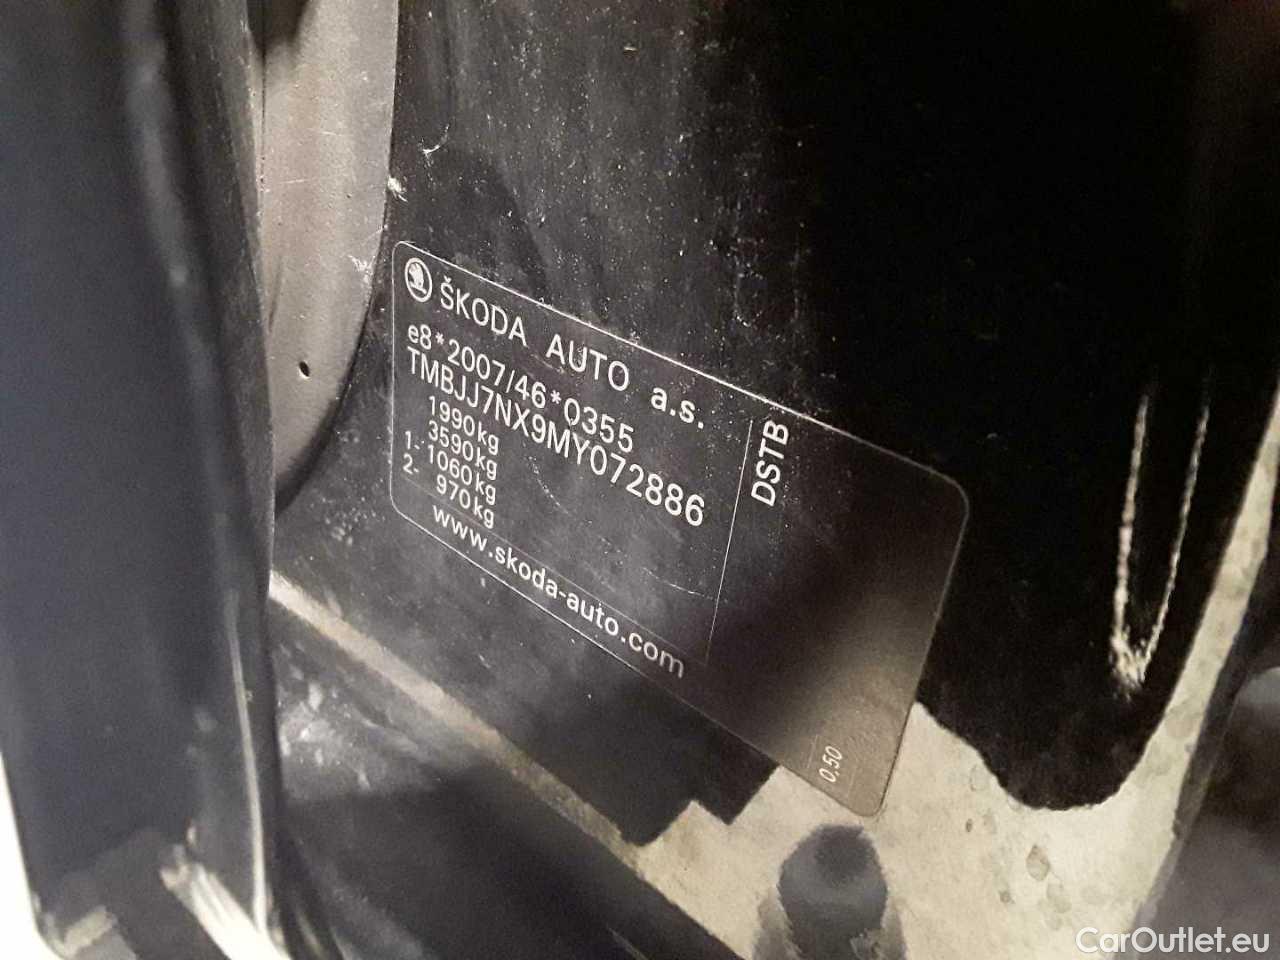 ŠKODA AUTO a.s.
e8*2007/46*0355
TMBJJ7NX9MY072886
1990kg
3590kg
1- 1060kg
2- 970kg
www.skoda-auto.com
DSTB
0.50
CarOutlet.eu